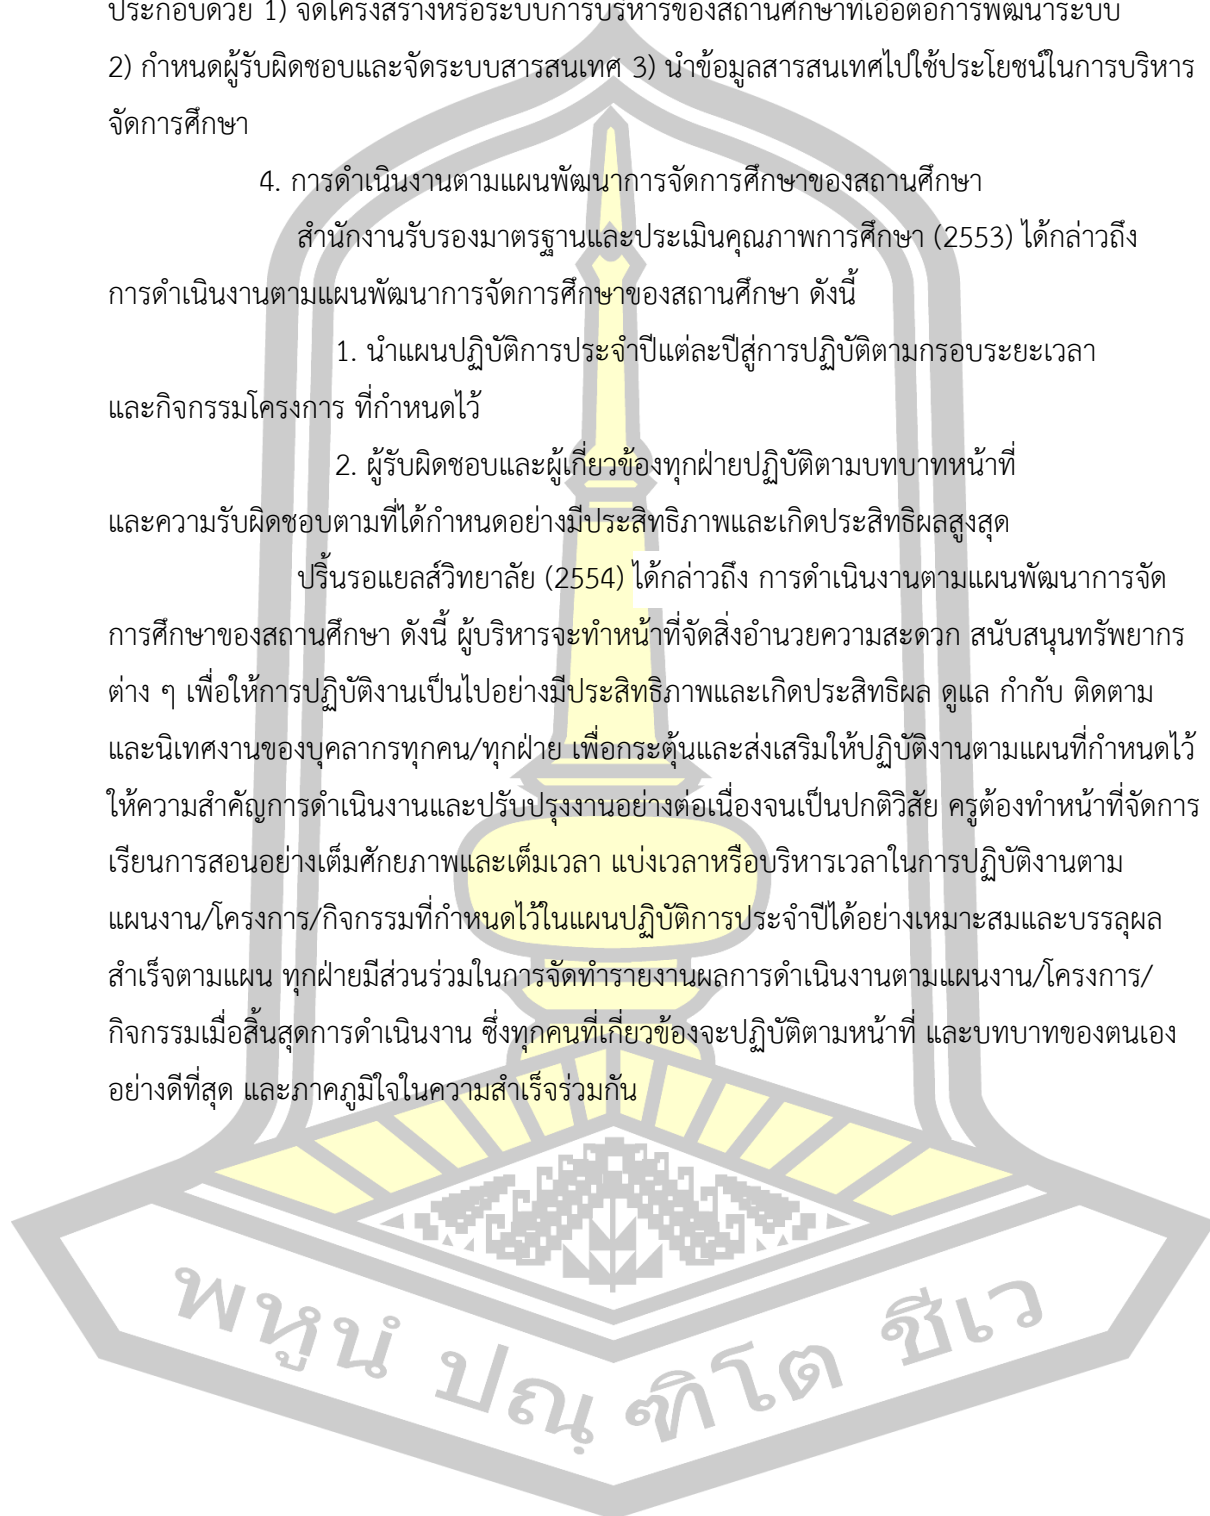 ประกอบด้วย 1) จัดโครงสร้างหรือระบบการบริหารของสถานศึกษาที่เอื้อต่อการพัฒนาระบบ
2) กำหนดผู้รับผิดชอบและจัดระบบสารสนเทศ 3) นำข้อมูลสารสนเทศไปใช้ประโยชน์ในการบริหาร
จัดการศึกษา
4. การดำเนินงานตามแผนพัฒนาการจัดการศึกษาของสถานศึกษา
สำนักงานรับรองมาตรฐานและประเมินคุณภาพการศึกษา (2553) ได้กล่าวถึง
การดำเนินงานตามแผนพัฒนาการจัดการศึกษาของสถานศึกษา ดังนี้
1. นำแผนปฏิบัติการประจำปีแต่ละปีสู่การปฏิบัติตามกรอบระยะเวลา
และกิจกรรมโครงการ ที่กำหนดไว้
2. ผู้รับผิดชอบและผู้เกี่ยวข้องทุกฝ่ายปฏิบัติตามบทบาทหน้าที่
และความรับผิดชอบตามที่ได้กำหนดอย่างมีประสิทธิภาพและเกิดประสิทธิผลสูงสุด
ปริ้นรอแยลส์วิทยาลัย (2554) ได้กล่าวถึง การดำเนินงานตามแผนพัฒนาการจัด
การศึกษาของสถานศึกษา ดังนี้ ผู้บริหารจะทำหน้าที่จัดสิ่งอำนวยความสะดวก สนับสนุนทรัพยากร
ต่าง ๆ เพื่อให้การปฏิบัติงานเป็นไปอย่างมีประสิทธิภาพและเกิดประสิทธิผล ดูแล กำกับ ติดตาม
และนิเทศงานของบุคลากรทุกคน/ทุกฝ่าย เพื่อกระตุ้นและส่งเสริมให้ปฏิบัติงานตามแผนที่กำหนดไว้
ให้ความสำคัญการดำเนินงานและปรับปรุงงานอย่างต่อเนื่องจนเป็นปกติวิสัย ครูต้องทำหน้าที่จัดการ
เรียนการสอนอย่างเต็มศักยภาพและเต็มเวลา แบ่งเวลาหรือบริหารเวลาในการปฏิบัติงานตาม
แผนงาน/โครงการ/กิจกรรมที่กำหนดไว้ในแผนปฏิบัติการประจำปีได้อย่างเหมาะสมและบรรลุผล
สำเร็จตามแผน ทุกฝ่ายมีส่วนร่วมในการจัดทำรายงานผลการดำเนินงานตามแผนงาน/โครงการ/
กิจกรรมเมื่อสิ้นสุดการดำเนินงาน ซึ่งทุกคนที่เกี่ยวข้องจะปฏิบัติตามหน้าที่ และบทบาทของตนเอง
อย่างดีที่สุด และภาคภูมิใจในความสำเร็จร่วมกัน
พหูนํ ปณฺ ฑิโต ชีเว